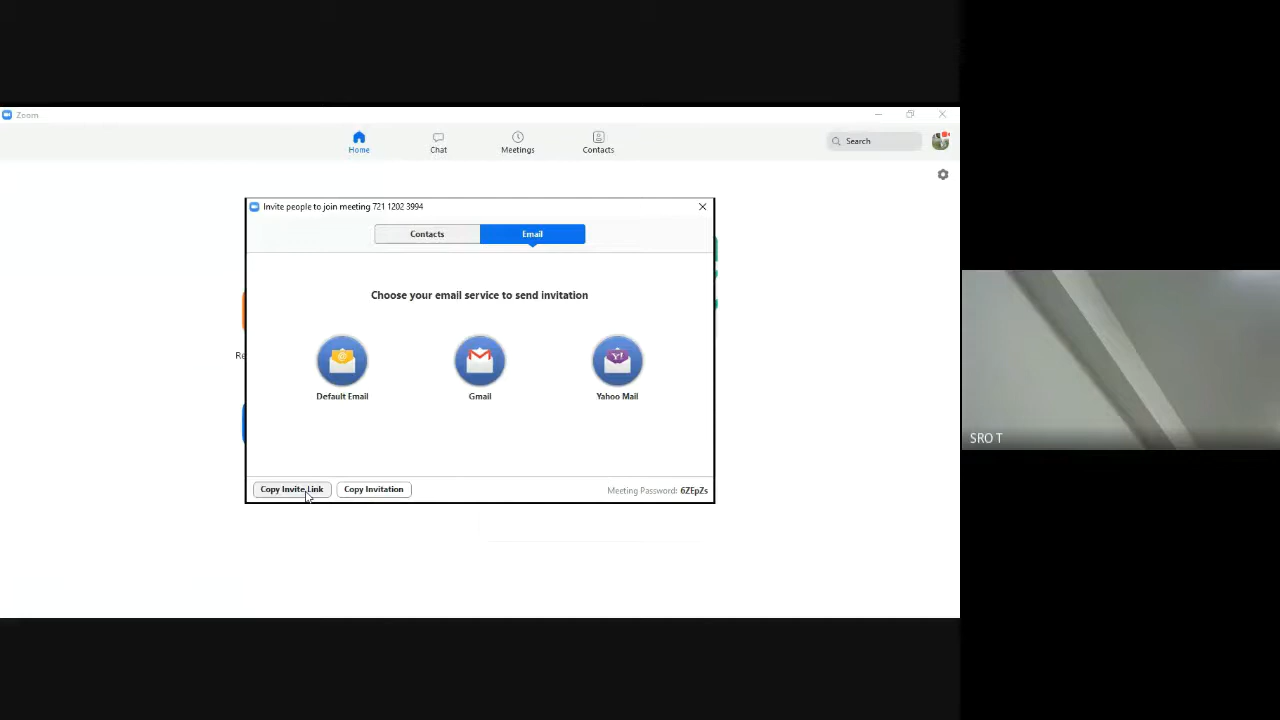 Zoom
Home
Chat
Meetings
Contacts
Search
Invite people to join meeting 721 1202 3994
Contacts
Email
Choose your email service to send invitation
Re
Default Email
Gmail
Yahoo Mail
Copy Invite Link
Copy Invitation
Meeting Password: 6ZEpZs
SRO T